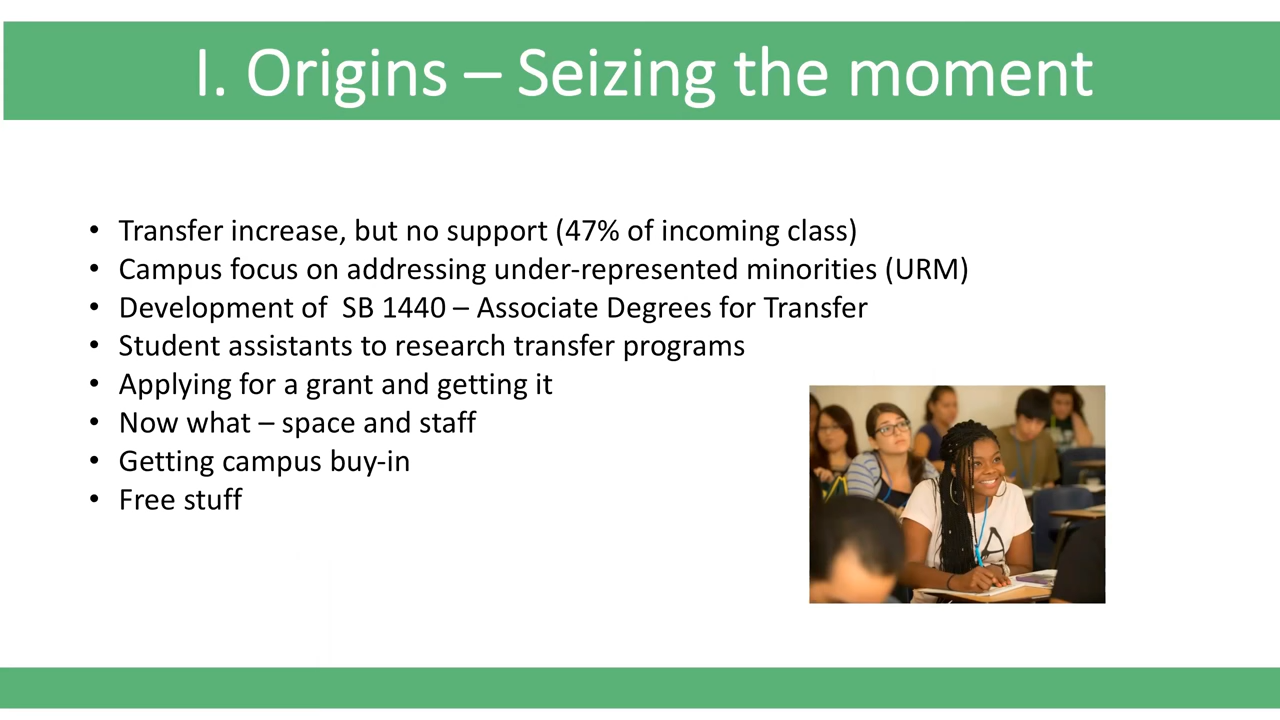 I. Origins – Seizing the moment
• Transfer increase, but no support (47% of incoming class)
• Campus focus on addressing under-represented minorities (URM)
• Development of  SB 1440 – Associate Degrees for Transfer
• Student assistants to research transfer programs
• Applying for a grant and getting it
• Now what – space and staff
• Getting campus buy-in
• Free stuff